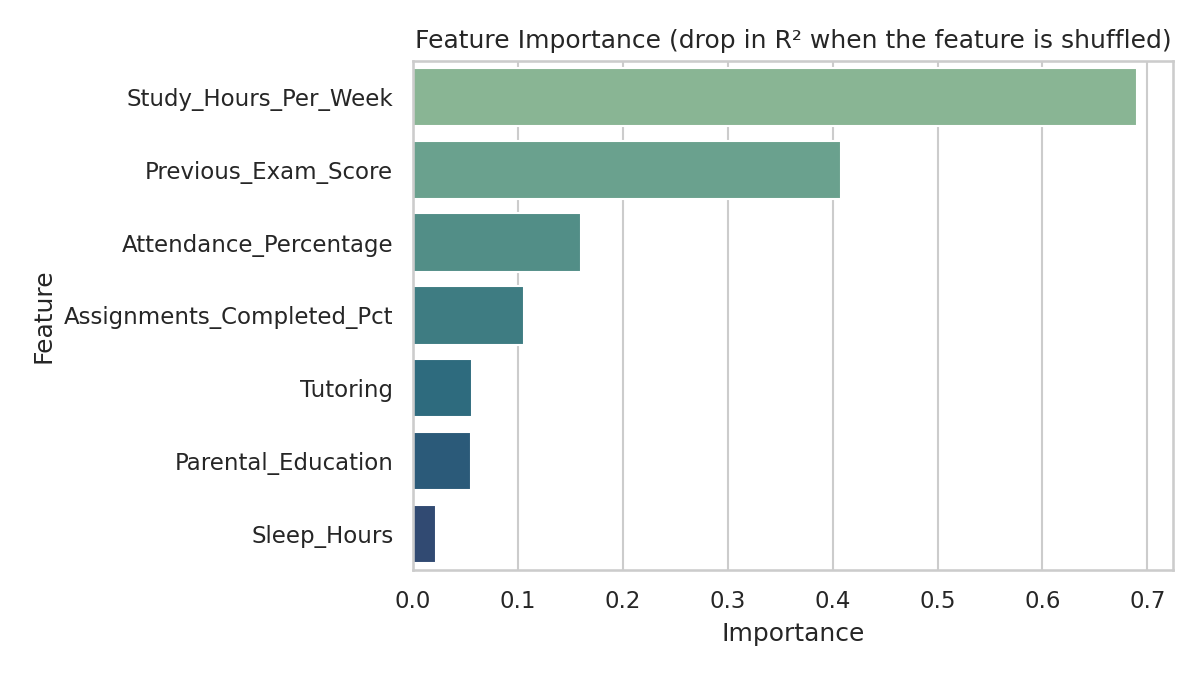 Feature Importance (drop in R² when the feature is shuffled)
Study_Hours_Per_Week
Previous_Exam_Score
Attendance_Percentage
Assignments_Completed_Pct
Tutoring
Parental_Education
Sleep_Hours
Feature
0.0 0.1 0.2 0.3 0.4 0.5 0.6 0.7
Importance